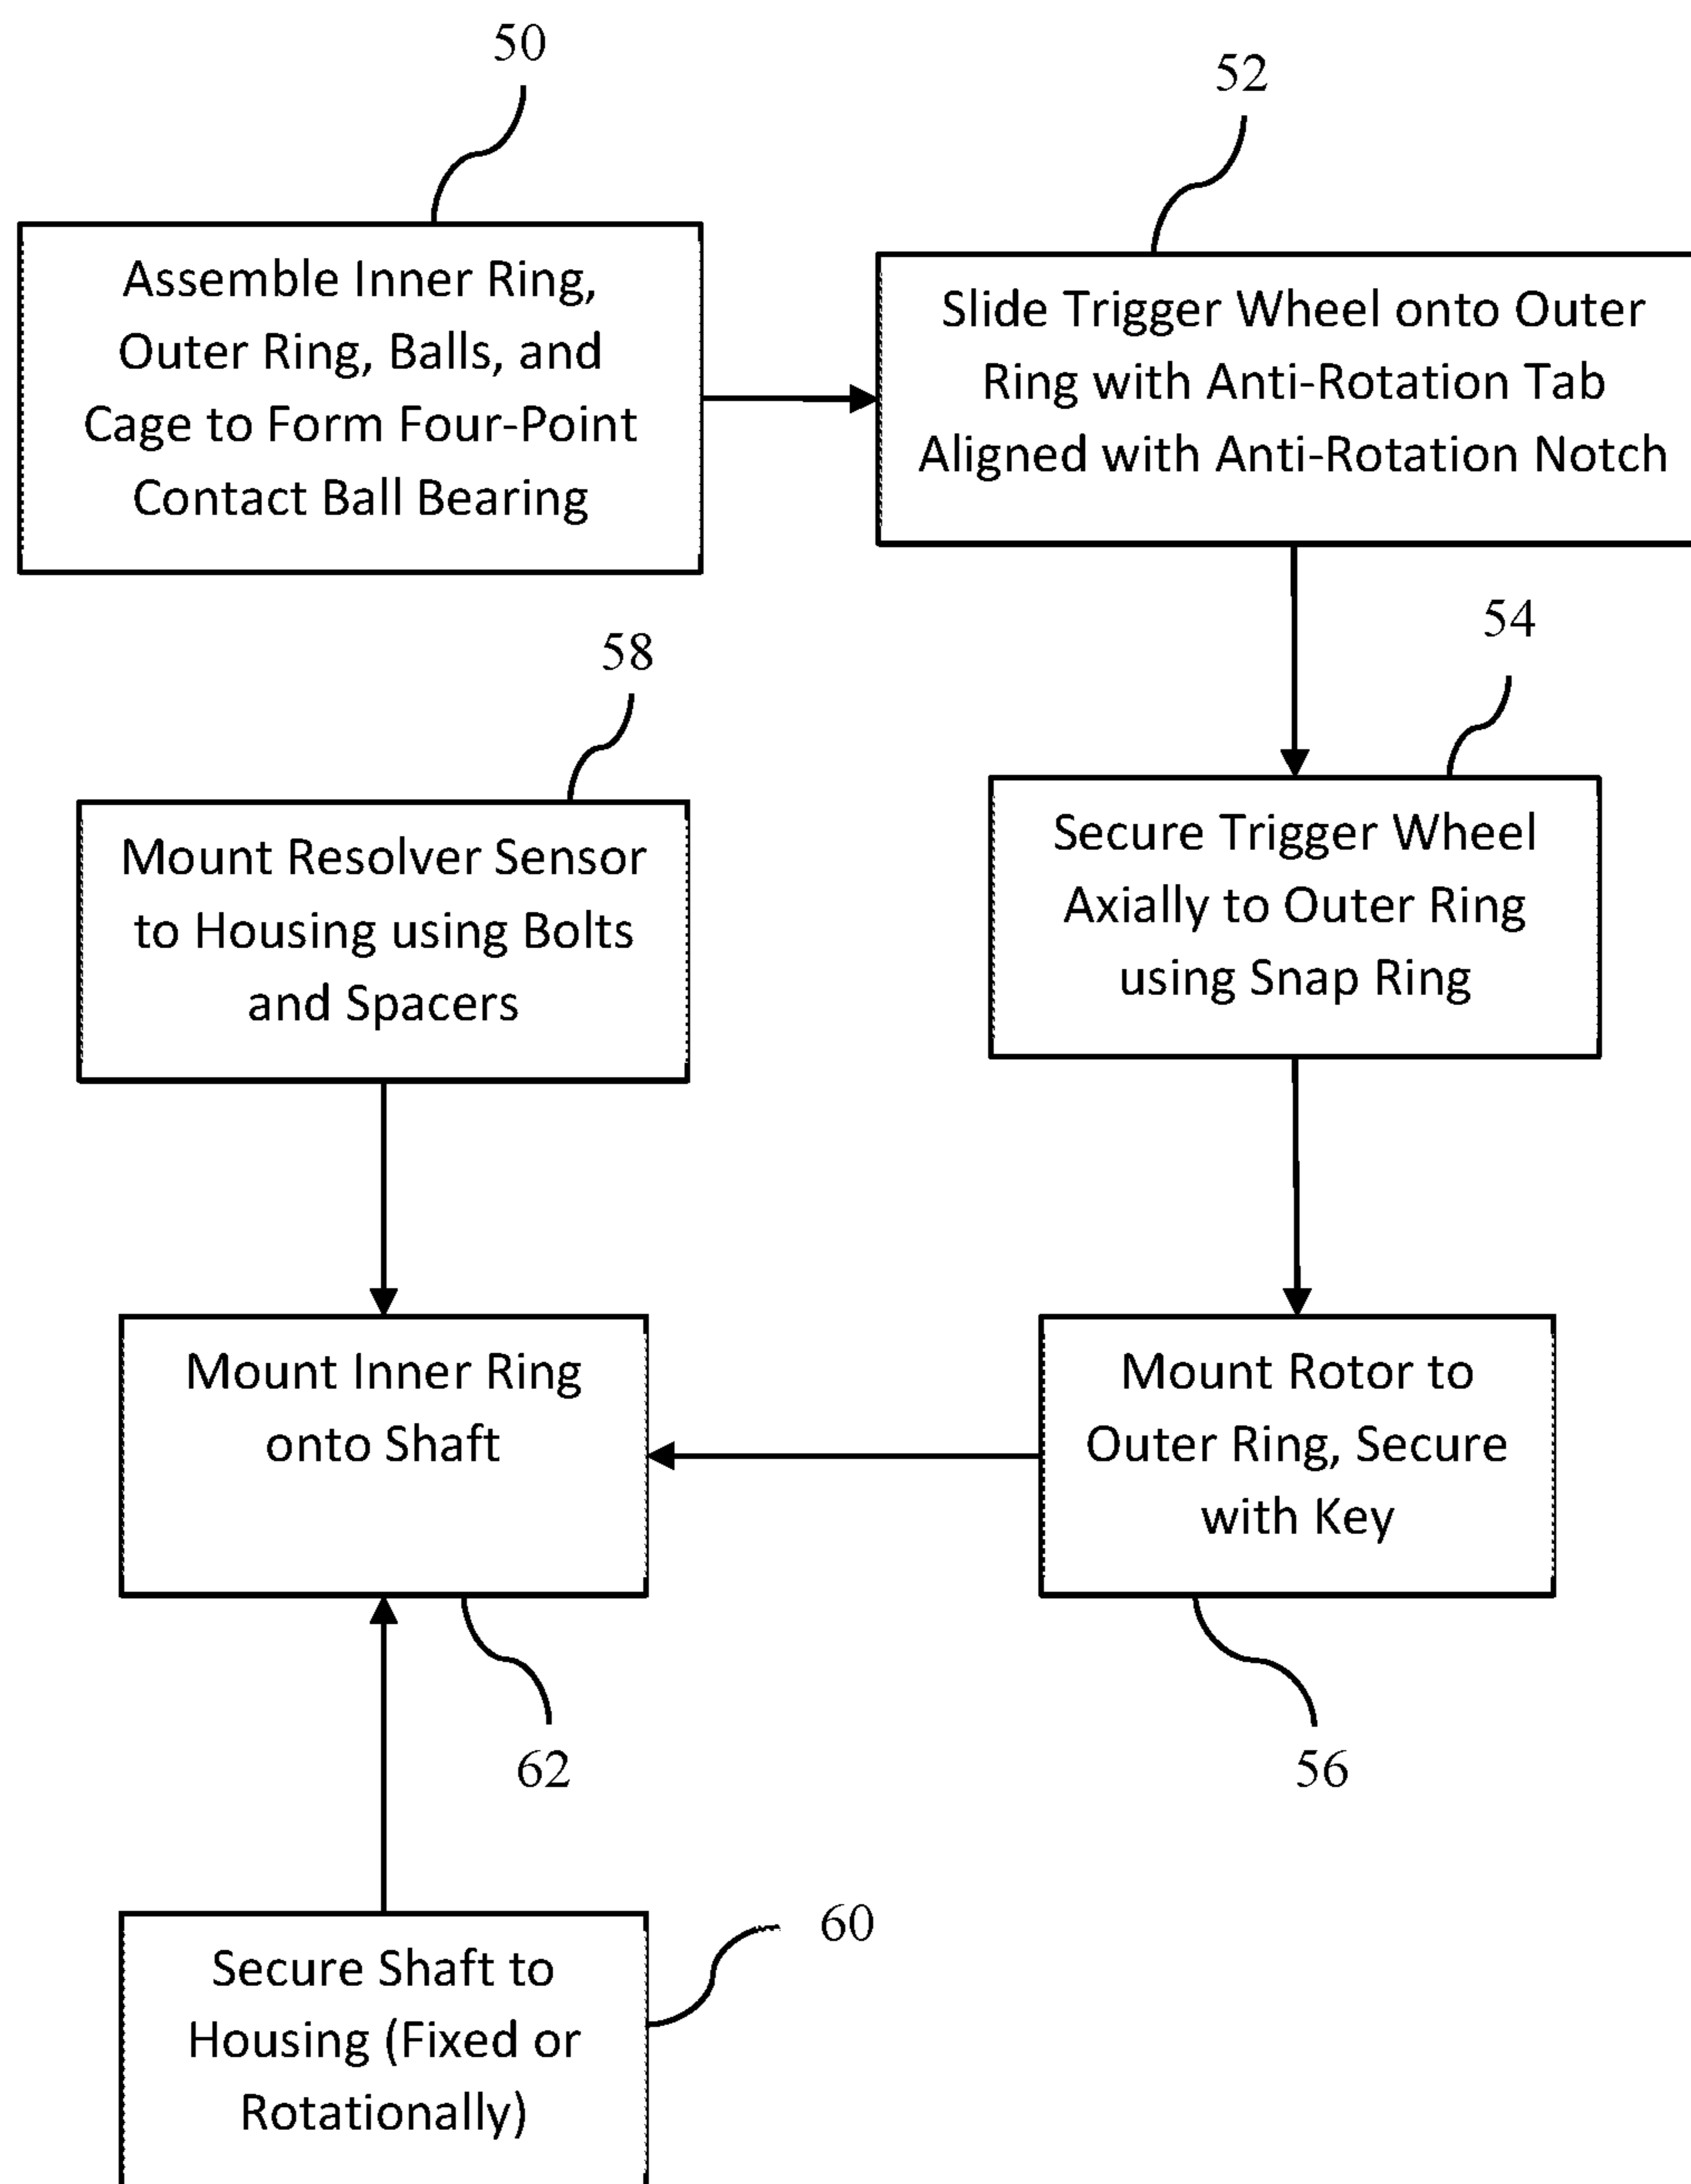 50
52
Assemble Inner Ring,
Outer Ring, Balls, and
Cage to Form Four-Point
Contact Ball Bearing
Slide Trigger Wheel onto Outer
Ring with Anti-Rotation Tab
Aligned with Anti-Rotation Notch
58
54
Mount Resolver Sensor
to Housing using Bolts
and Spacers
Secure Trigger Wheel
Axially to Outer Ring
using Snap Ring
Mount Inner Ring
onto Shaft
Mount Rotor to
Outer Ring, Secure
with Key
62
56
60
Secure Shaft to
Housing (Fixed or
Rotationally)